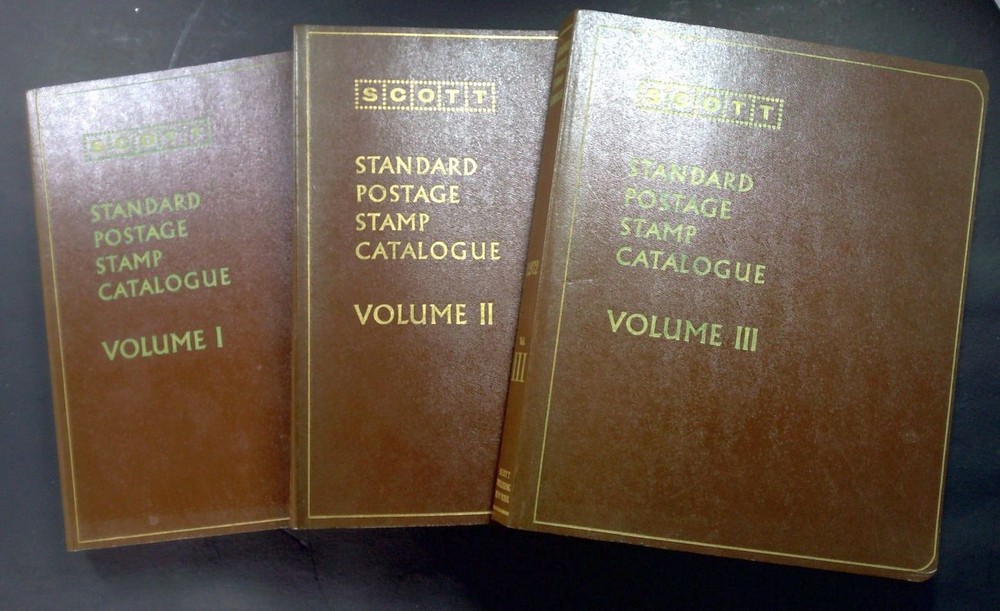 SCOTT
STANDARD
POSTAGE
STAMP
CATALOGUE
VOLUME I
SCOTT
STANDARD
POSTAGE
STAMP
CATALOGUE
VOLUME II
III
SCOTT
STANDARD
POSTAGE
STAMP
CATALOGUE
VOLUME III